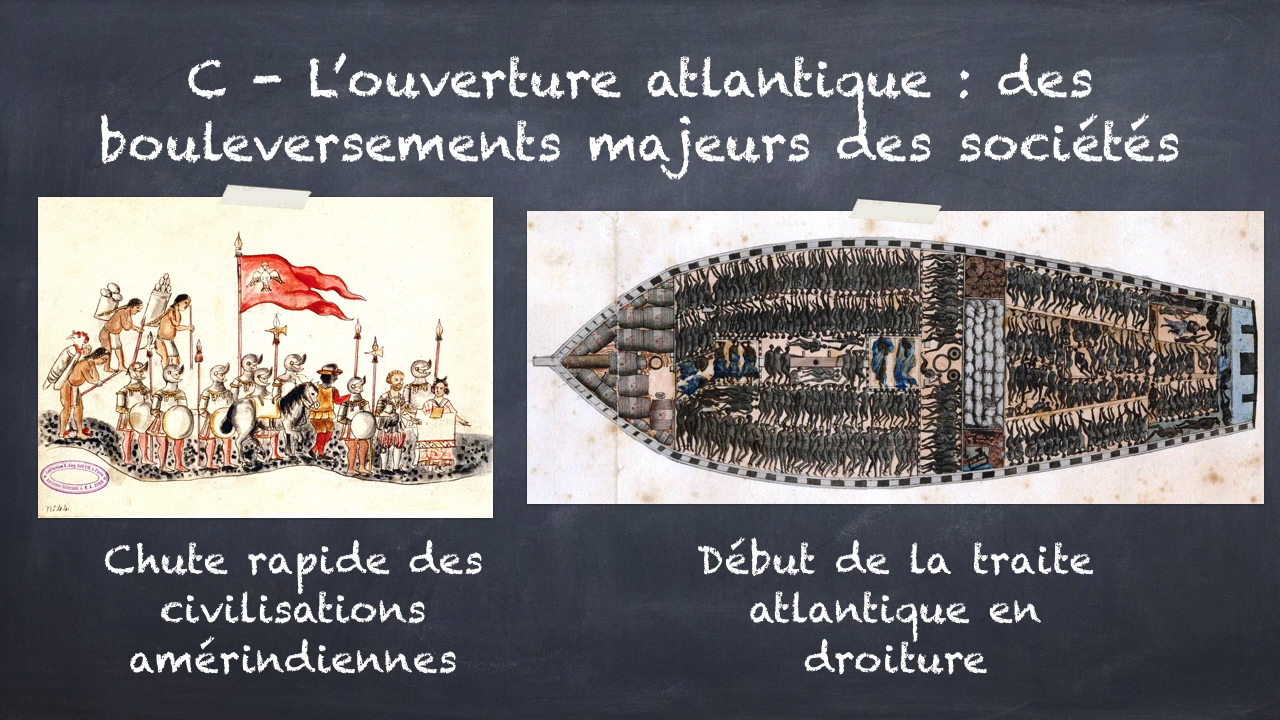 C - L'ouverture atlantique : des
bouleversements majeurs des sociétés
Chute rapide des
civilisations
amérindiennes
Début de la traite
atlantique en
droiture